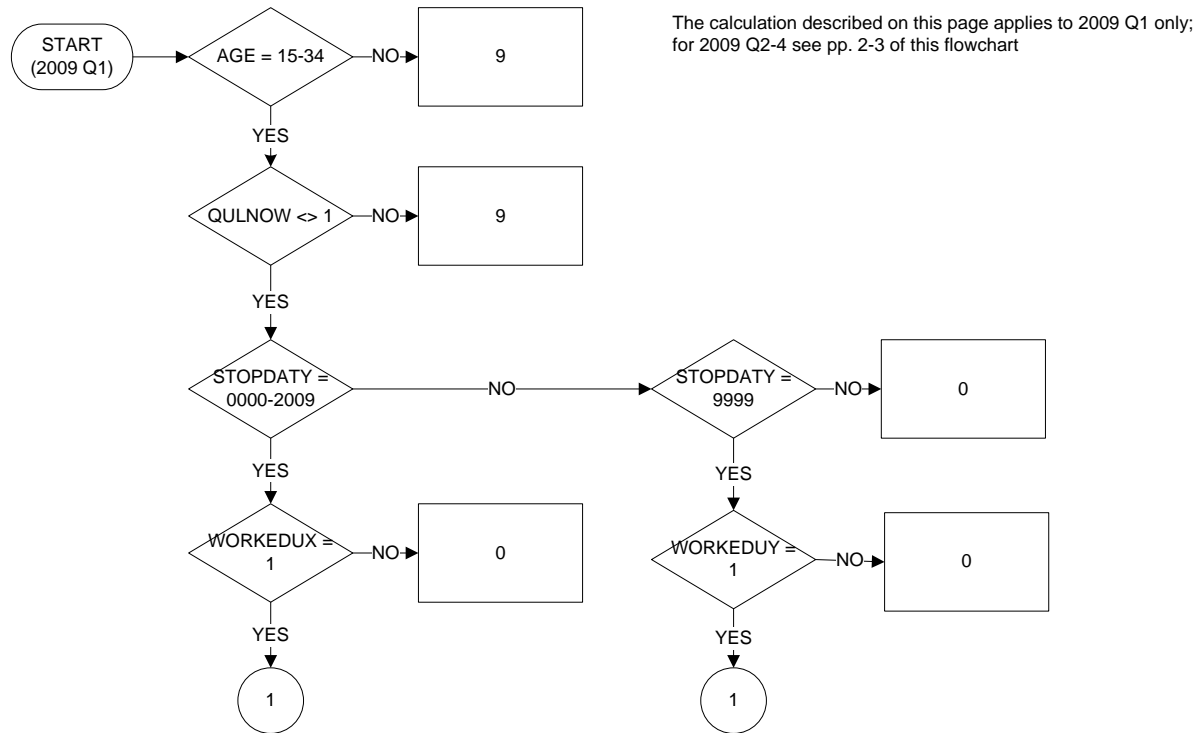 START
(2009 Q1)
AGE = 15-34
NO
9
The calculation described on this page applies to 2009 Q1 only;
for 2009 Q2-4 see pp. 2-3 of this flowchart
YES
QULNOW <> 1
NO
9
YES
STOPDATY =
0000-2009
NO
STOPDATY =
9999
NO
0
YES
YES
WORKEDUX =
1
NO
0
WORKEDUY =
1
NO
0
YES
YES
1
1